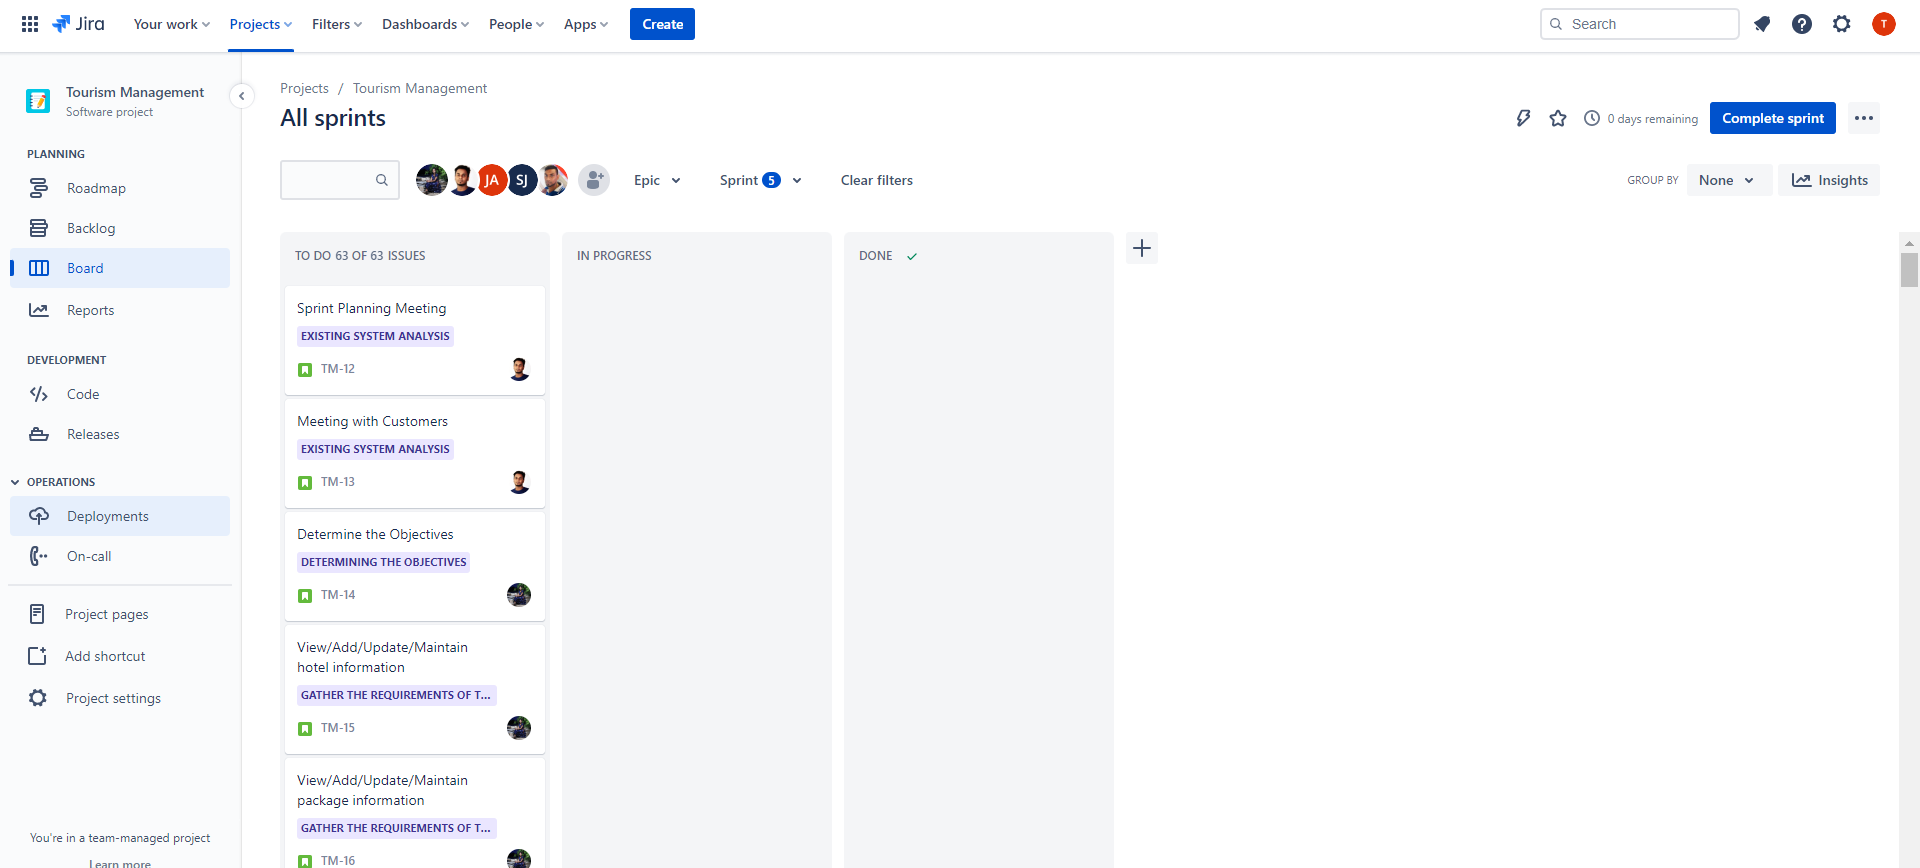 Jira
Your work
Projects
Filters
Dashboards
People
Apps
Create
Search
T
Tourism Management
Software project
PLANNING
Roadmap
Backlog
Board
Reports
DEVELOPMENT
Code
Releases
OPERATIONS
Deployments
On-call
Project pages
Add shortcut
Project settings
You're in a team-managed project
Learn more
Projects / Tourism Management
All sprints
0 days remaining
Complete sprint
JA
SJ
Epic
Sprint 5
Clear filters
GROUP BY
None
Insights
TO DO 63 OF 63 ISSUES
Sprint Planning Meeting
EXISTING SYSTEM ANALYSIS
TM-12
Meeting with Customers
EXISTING SYSTEM ANALYSIS
TM-13
Determine the Objectives
DETERMINING THE OBJECTIVES
TM-14
View/Add/Update/Maintain
hotel information
GATHER THE REQUIREMENTS OF T...
TM-15
View/Add/Update/Maintain
package information
GATHER THE REQUIREMENTS OF T...
TM-16
IN PROGRESS
DONE